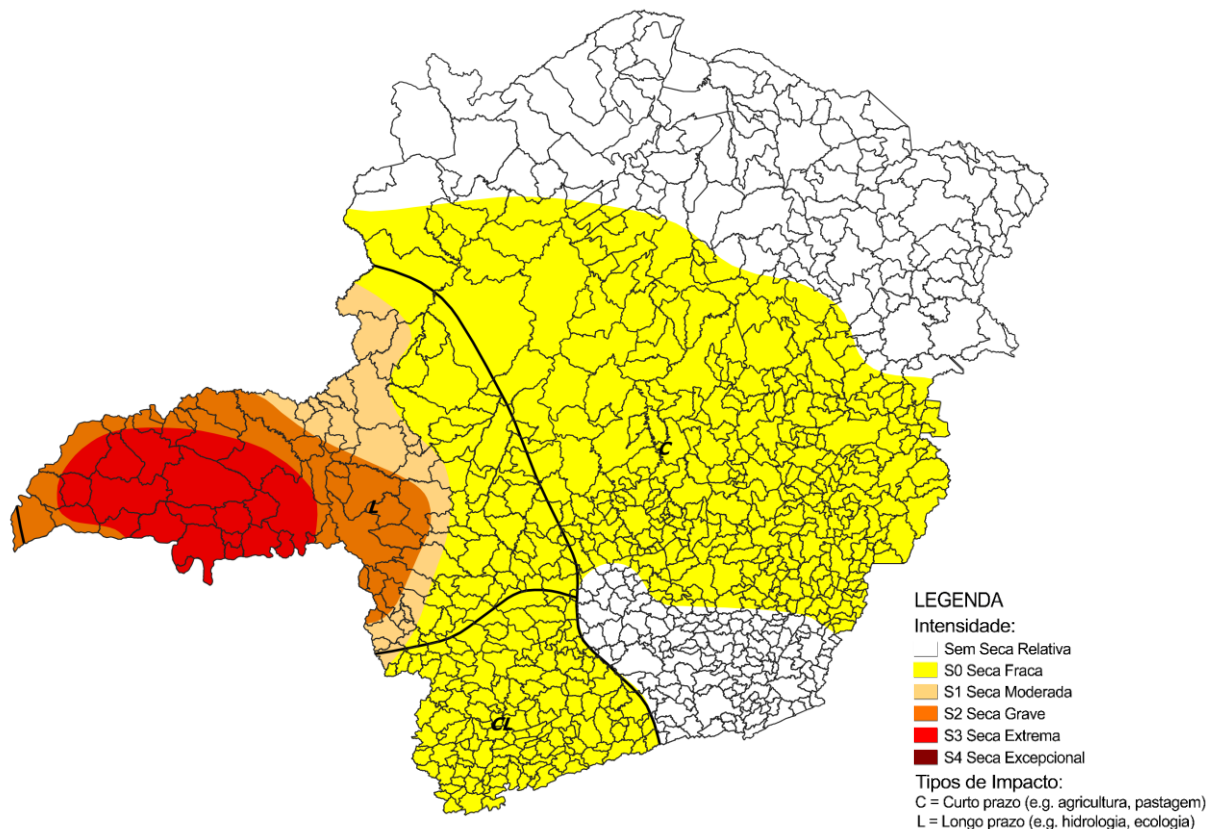 C
L
CL
LEGENDA
Intensidade:
Sem Seca Relativa
S0 Seca Fraca
S1 Seca Moderada
S2 Seca Grave
S3 Seca Extrema
S4 Seca Excepcional
Tipos de Impacto:
C = Curto prazo (e.g. agricultura, pastagem)
L = Longo prazo (e.g. hidrologia, ecologia)